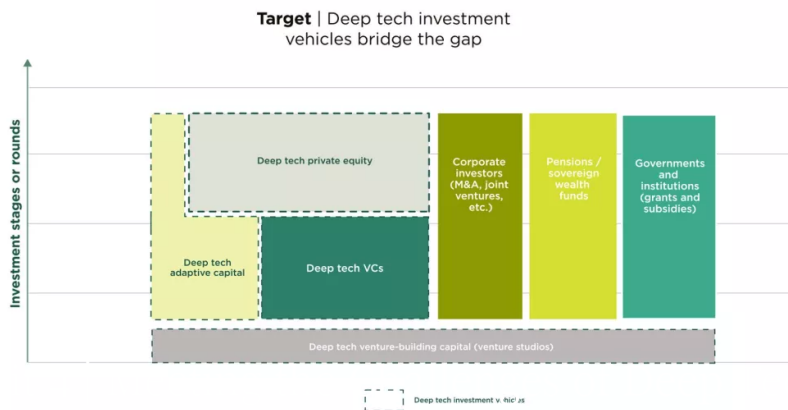 Target | Deep tech investment
vehicles bridge the gap
Investment stages or rounds
Deep tech private equity
Deep tech
adaptive capital
Deep tech VCs
Corporate
investors
(M&A, joint
ventures,
etc.)
Pensions /
sovereign
wealth
funds
Governments
and
institutions
(grants and
subsidies)
Deep tech venture-building capital (venture studios)
Deep tech investment